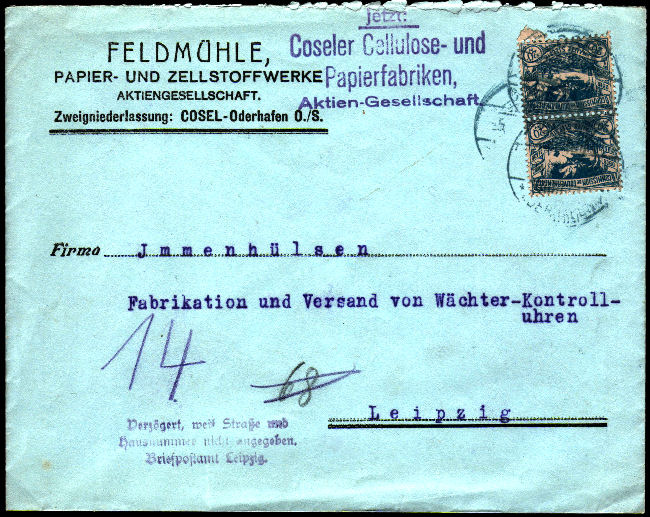 FELDMÜHLE,
PAPIER- UND ZELLSTOFFWERKE
AKTIENGESELLSCHAFT.
Zweigniederlassung: COSEL-Oderhafen O./S.
Jetzt:
Coseler Cellulose- und
Papierfabriken,
Aktien-Gesellschaft
Firma Jmmenhülsen
Fabrikation und Versand von Wächter-Kontroll-
uhren
14
68
Leipzig
Verzögert, weil Straße und
Hausnummer nicht angegeben.
Briefpostamt Leipzig.